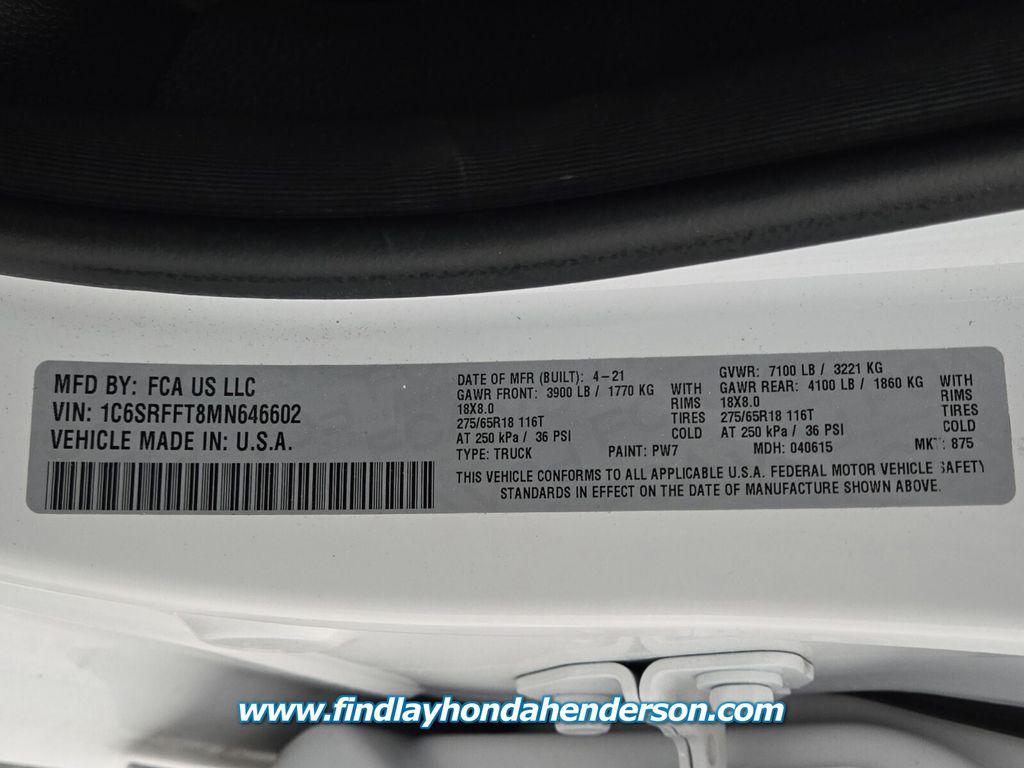 MFD BY: FCA US LLC
VIN: 1C6SRFFT8MN646602
VEHICLE MADE IN: U.S.A.
DATE OF MFR (BUILT): 4-21
GAWR FRONT: 3900 LB / 1770 KG WITH
18X8.0 RIMS
275/65R18 116T TIRES
AT 250 kPa / 36 PSI COLD
TYPE: TRUCK PAINT: PW7
GVWR: 7100 LB / 3221 KG
GAWR REAR: 4100 LB / 1860 KG WITH
18X8.0 RIMS
275/65R18 116T TIRES
AT 250 kPa / 36 PSI COLD
MDH: 040615 : 875
THIS VEHICLE CONFORMS TO ALL APPLICABLE U.S.A. FEDERAL MOTOR VEHICLE SAFETY
STANDARDS IN EFFECT ON THE DATE OF MANUFACTURE SHOWN ABOVE.
www.findlayhondahenderson.com